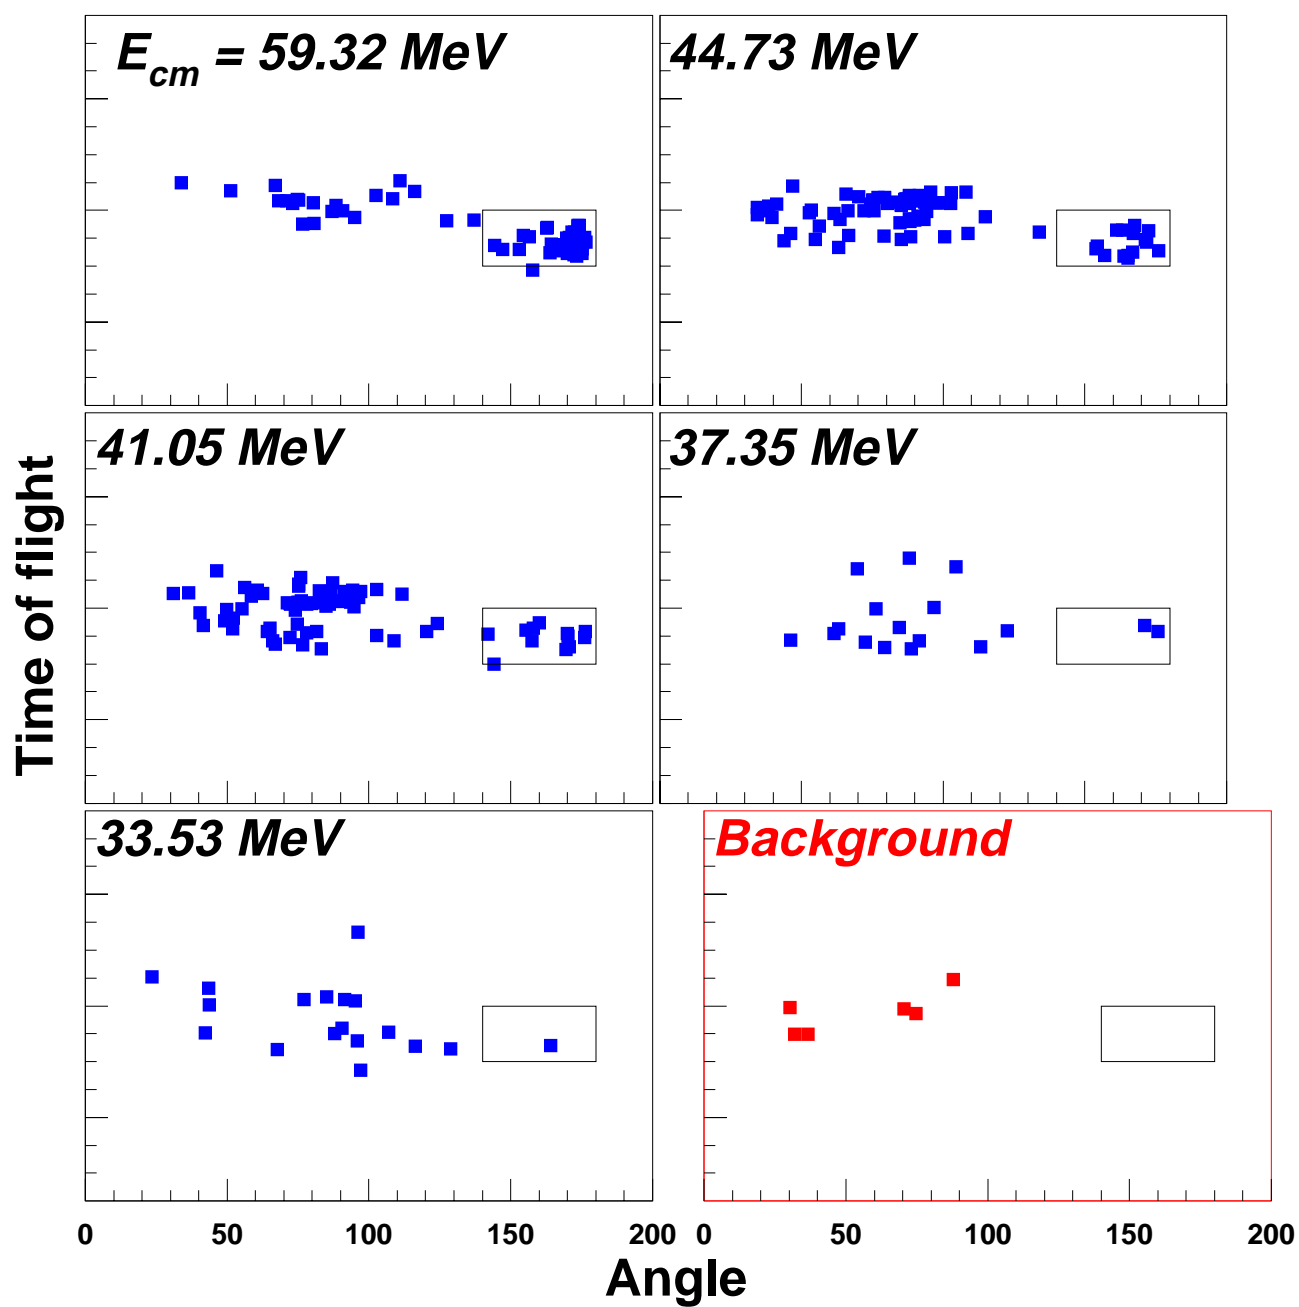 E_cm = 59.32 MeV
44.73 MeV
41.05 MeV
37.35 MeV
33.53 MeV
Background
Time of flight
0 50 100 150 200 0 50 100 150 200
Angle